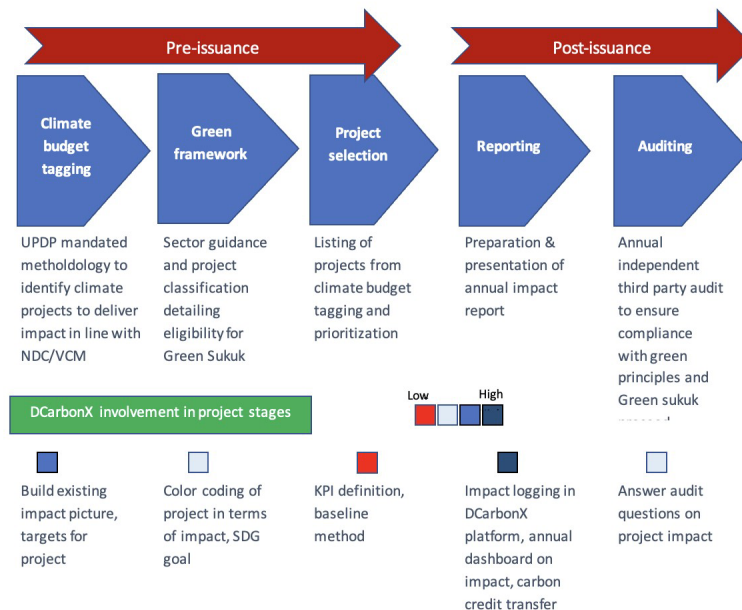 Pre-issuance
Post-issuance
Climate
budget
tagging
Green
framework
Project
selection
Reporting
Auditing
UPDP mandated
metholdology to
identify climate
projects to deliver
impact in line with
NDC/VCM
Sector guidance
and project
classification
detailing
eligibility for
Green Sukuk
Listing of
projects from
climate budget
tagging and
prioritization
Preparation &
presentation of
annual impact
report
Annual
independent
third party audit
to ensure
compliance
with green
principles and
Green sukuk
DCarbonX involvement in project stages
Low
High
Build existing
impact picture,
targets for
project
Color coding of
project in terms
of impact, SDG
goal
KPI definition,
baseline
method
Impact logging in
DCarbonX
platform, annual
dashboard on
impact, carbon
credit transfer
Answer audit
questions on
project impact